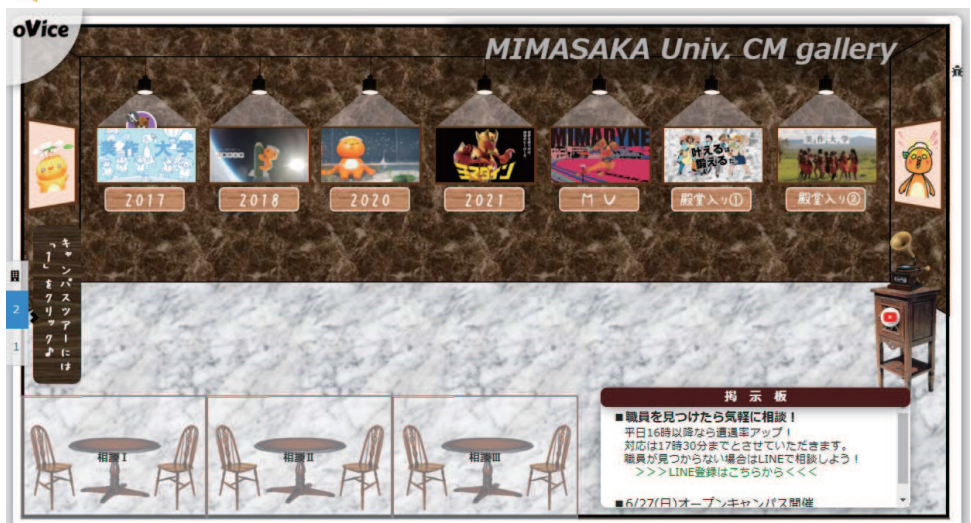 oVice
MIMASAKA Univ. CM gallery
美作大学
叶える
鍛える
ミマダイン
MIMADYNE
美作大学
2017
2018
2020
2021
MV
殿堂入り①
殿堂入り②
キャンパスツアーには
「1」をクリック♪
2
1
掲 示 板
■職員を見つけたら気軽に相談！
平日16時以降なら遭遇率アップ！
対応は17時30分までとさせていただきます。
職員が見つからない場合はLINEで相談しよう！
>>>LINE登録はこちらから<<<
■6/27(日)オープンキャンパス開催
相談Ⅰ
相談Ⅱ
相談Ⅲ